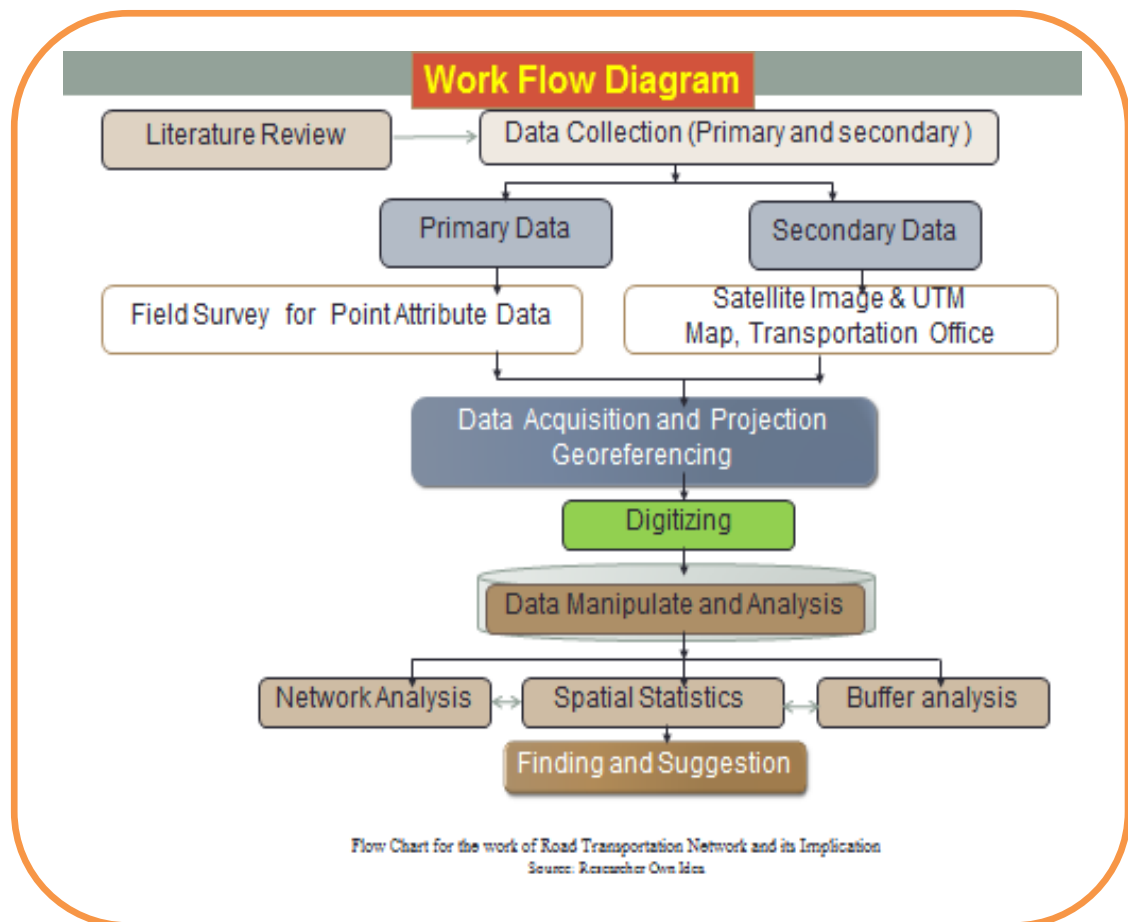 Work Flow Diagram
Literature Review
Data Collection (Primary and secondary )
Primary Data
Secondary Data
Field Survey for Point Attribute Data
Satellite Image & UTM
Map, Transportation Office
Data Acquisition and Projection
Georeferencing
Digitizing
Data Manipulate and Analysis
Network Analysis
Spatial Statistics
Buffer analysis
Finding and Suggestion
Flow Chart for the work of Road Transportation Network and its Implication
Source: Researcher Own Idea